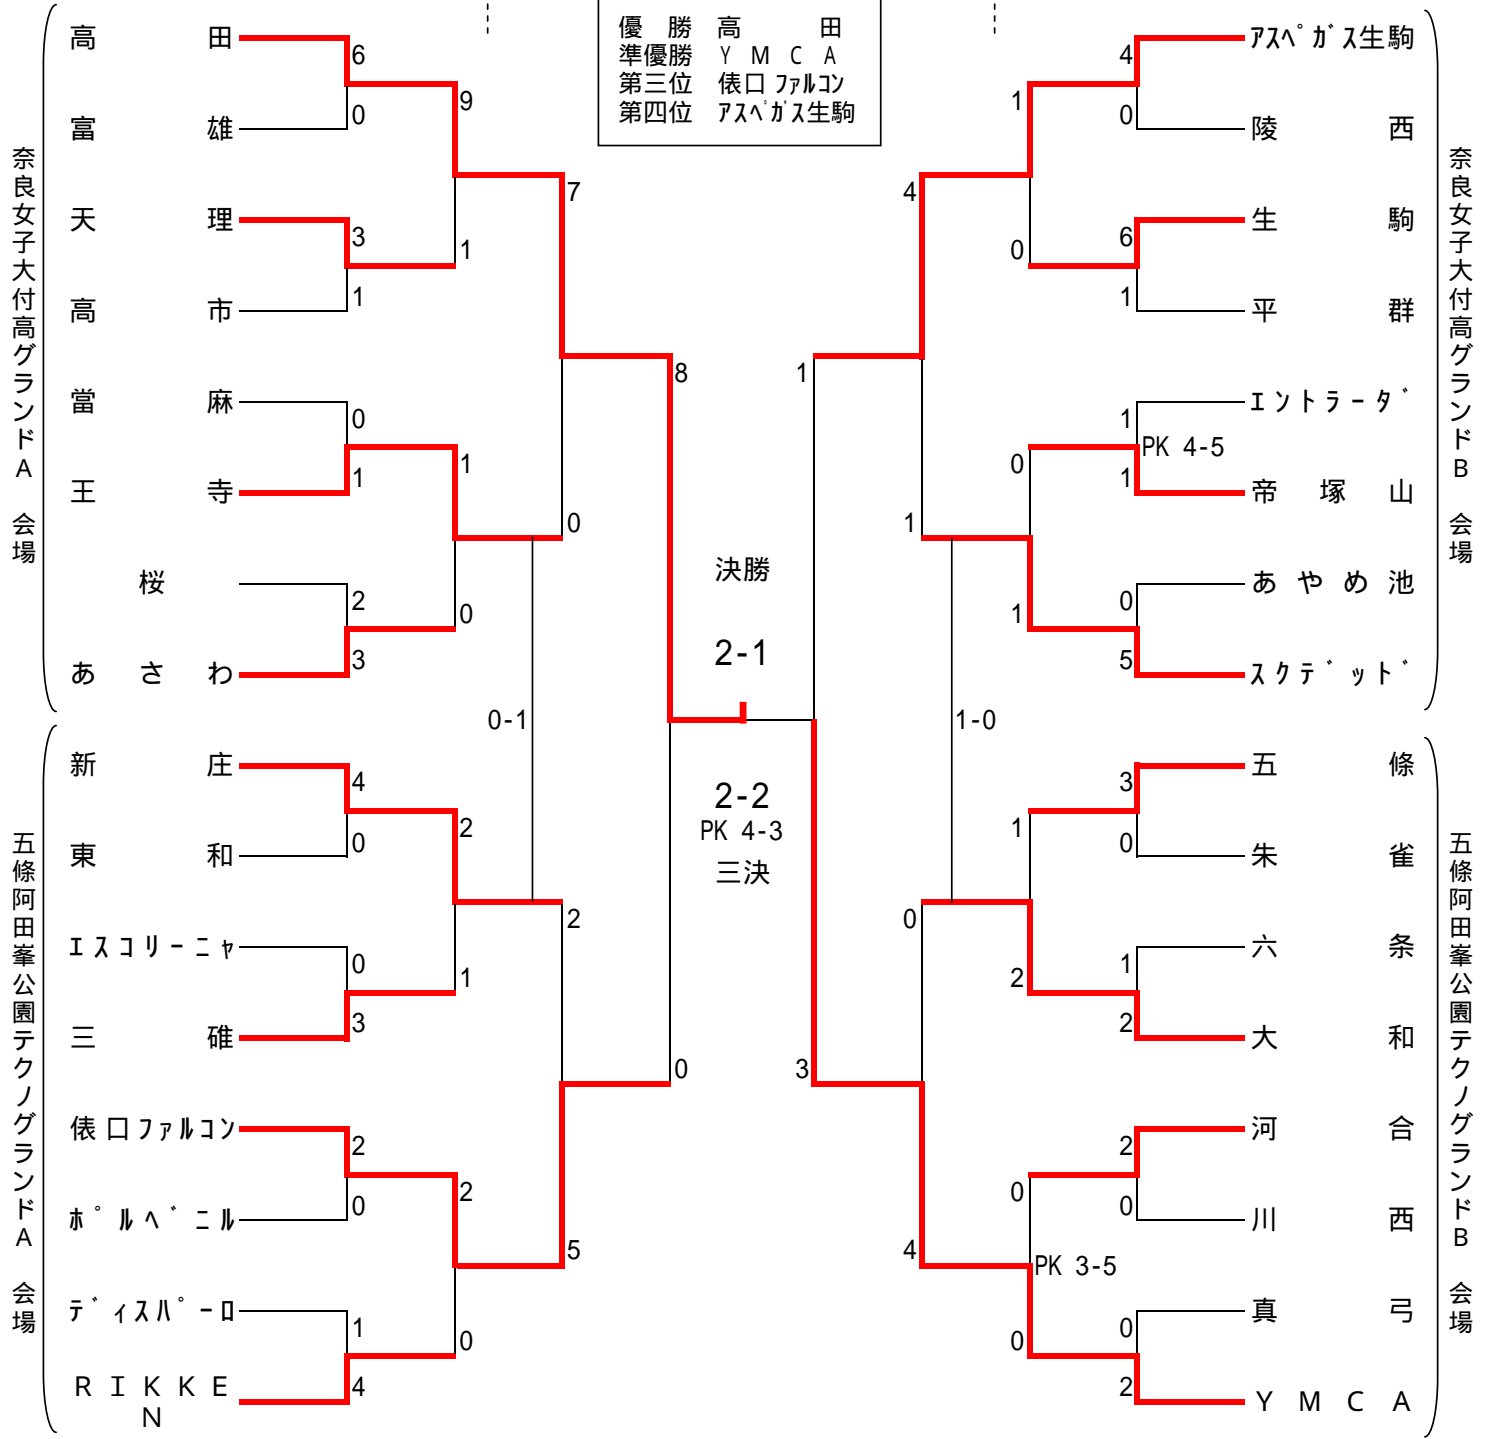 優　勝　高　　　田
準優勝　Ｙ　Ｍ　Ｃ　Ａ
第三位　俵口ﾌｧﾙｺﾝ
第四位　ｱｽﾍﾟｶﾞｽ生駒
奈良女子大付高グランドA　会場
高　田
6
0
富　雄
9
天　理
3
1
高　市
1
7
當　麻
0
1
王　寺
1
桜
2
3
あ　さ　わ
0
0
8
五條阿田峯公園テクノグランドA　会場
新　庄
4
0
東　和
2
ｴｽｺﾘｰﾆｬ
0
3
三　碓
1
2
俵口ﾌｧﾙｺﾝ
2
0
ﾎﾟﾙﾍﾞﾆﾙ
2
ﾃﾞｨｽﾊﾟｰﾛ
1
4
ＲＩＫＫＥ
Ｎ
0
5
0
0-1
決勝
2-1
2-2
PK 4-3
三決
1-0
奈良女子大付高グランドB　会場
ｱｽﾍﾟｶﾞｽ生駒
4
0
陵　西
1
生　駒
6
1
平　群
0
4
ｴﾝﾄﾗｰﾀﾞ
1
PK 4-5
1
帝　塚　山
0
あ　や　め　池
0
5
ｽｸﾃﾞｯﾄﾞ
1
1
1
五條阿田峯公園テクノグランドB　会場
五　條
3
0
朱　雀
1
六　条
1
2
大　和
2
0
河　合
2
0
川　西
0
PK 3-5
真　弓
0
2
Ｙ　Ｍ　Ｃ　Ａ
0
4
3